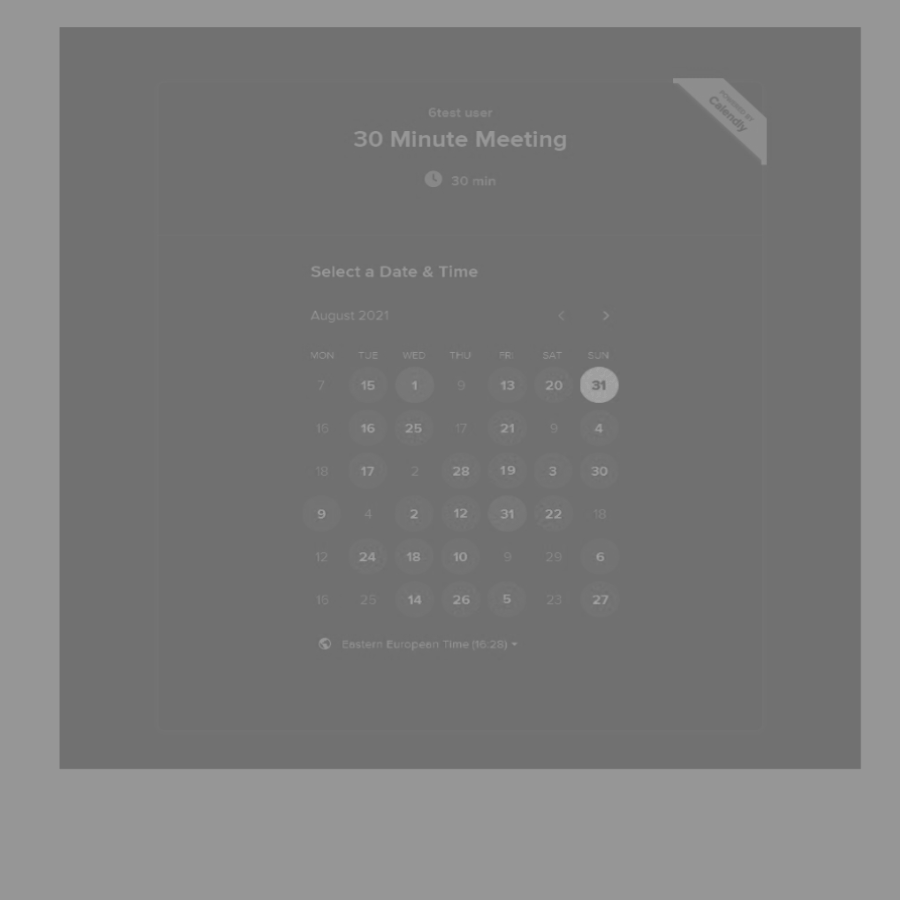 POWERED BY
Calendly
6test user
30 Minute Meeting
30 min
Select a Date & Time
August 2021
MON TUE WED THU FRI SAT SUN
7 15 1 9 13 20 31
16 25 17 21 9 4
18 17 2 28 19 3 30
9 4 2 12 31 22 18
12 24 18 10 9 29 6
25 14 26 5 23 27
Eastern European Time (16:28)